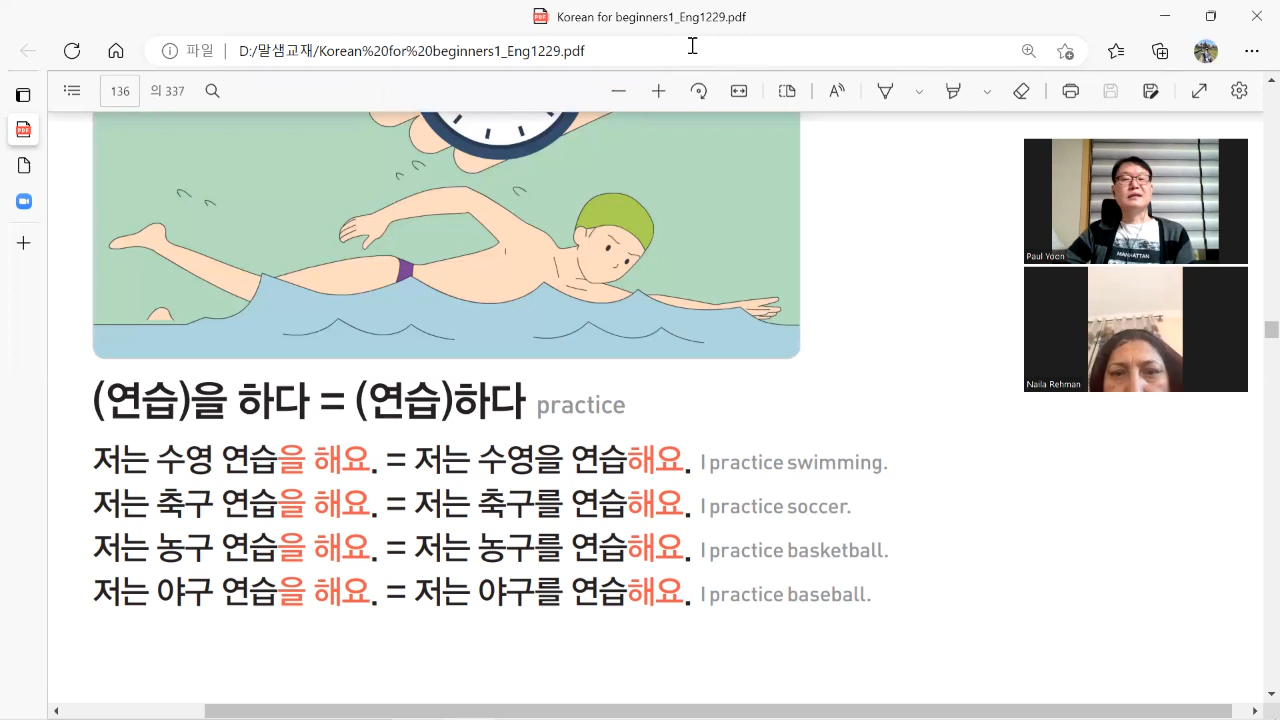 Korean for beginners1_Eng1229.pdf
파일 | D:/말샘교재/Korean%20for%20beginners1_Eng1229.pdf
136 의 337
Paul Yoon
MANHATTAN
Naila Rehman
(연습)을 하다 = (연습)하다 practice
저는 수영 연습을 해요. = 저는 수영을 연습해요. I practice swimming.
저는 축구 연습을 해요. = 저는 축구를 연습해요. I practice soccer.
저는 농구 연습을 해요. = 저는 농구를 연습해요. I practice basketball.
저는 야구 연습을 해요. = 저는 야구를 연습해요. I practice baseball.